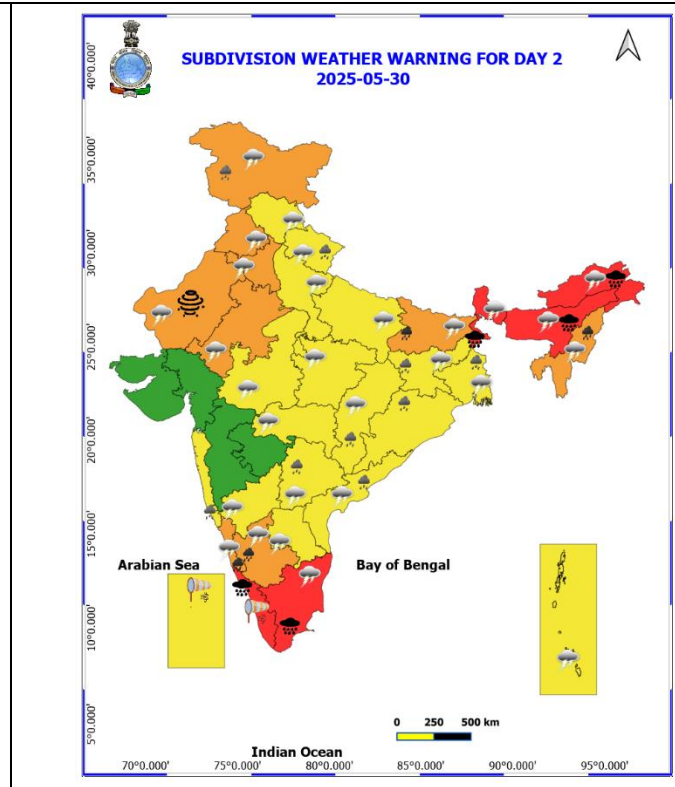 SUBDIVISION WEATHER WARNING FOR DAY 2
2025-05-30
40°0.000'
35°0.000'
30°0.000'
25°0.000'
20°0.000'
15°0.000'
Arabian Sea
Bay of Bengal
10°0.000'
5°0.000'
0 250 500 km
Indian Ocean
70°0.000' 75°0.000' 80°0.000' 85°0.000' 90°0.000' 95°0.000'